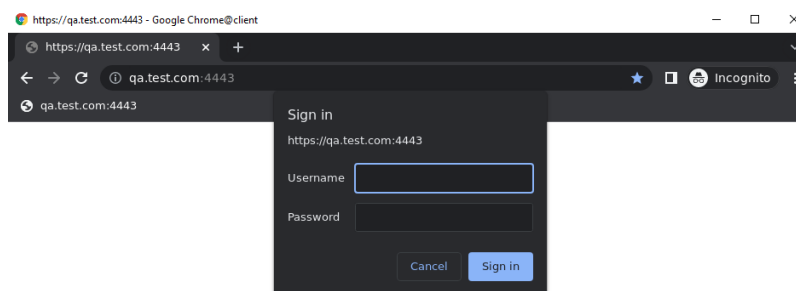 https://qa.test.com:4443 - Google Chrome@client
https://qa.test.com:4443
qa.test.com:4443
Incognito
qa.test.com:4443
Sign in
https://qa.test.com:4443
Username
Password
Cancel
Sign in